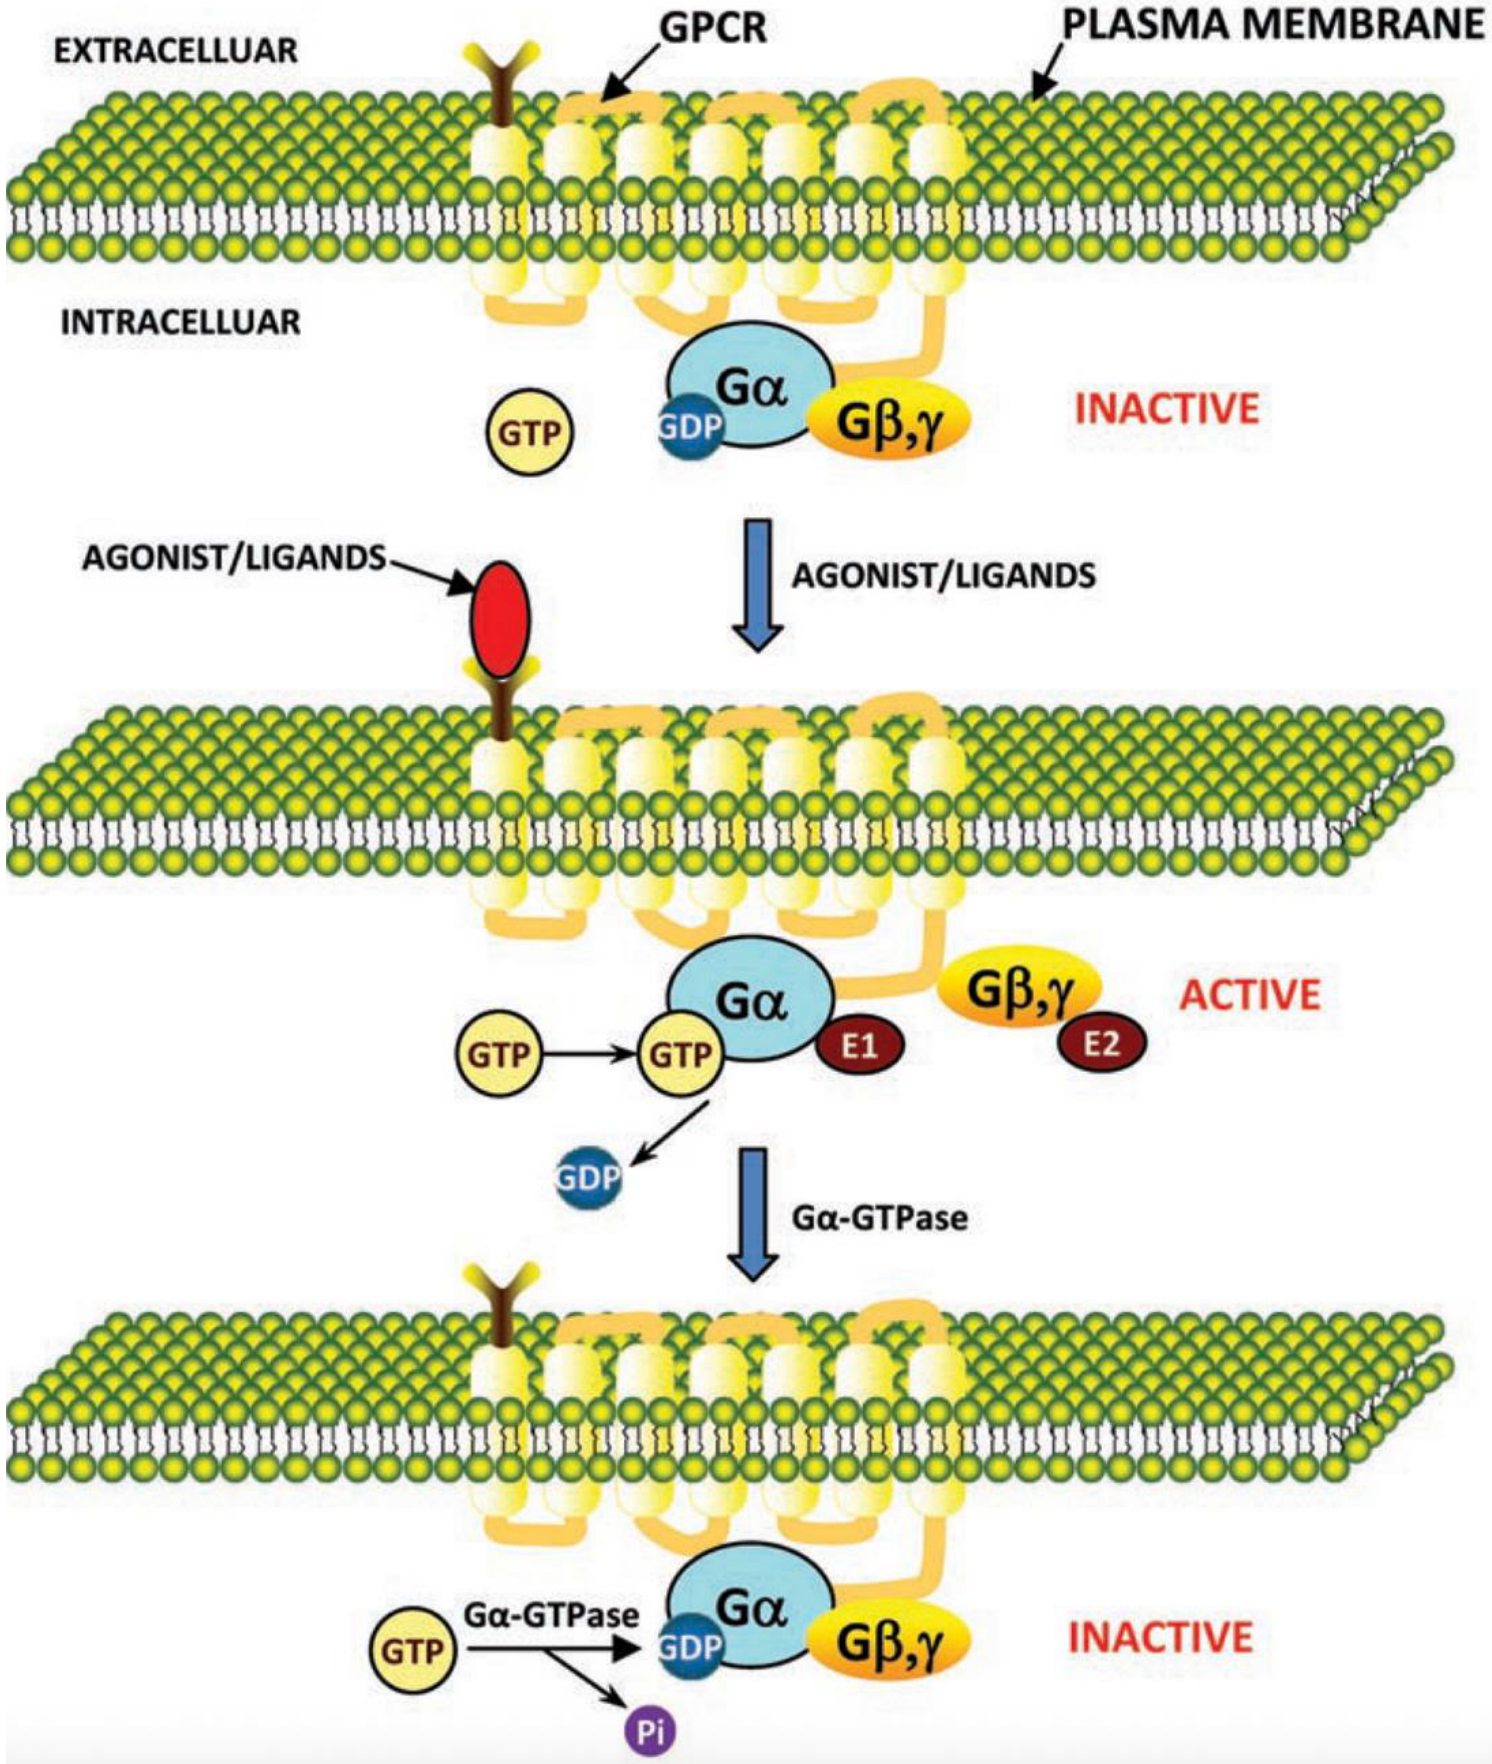 GPCR
PLASMA MEMBRANE
EXTRACELLUAR
INTRACELLUAR
Gα
GDP
Gβ,γ
GTP
INACTIVE
AGONIST/LIGANDS
AGONIST/LIGANDS
Gα
Gβ,γ
ACTIVE
GTP
GTP
E1
E2
GDP
Gα-GTPase
Gα
Gα-GTPase
GTP
GDP
Gβ,γ
INACTIVE
Pi